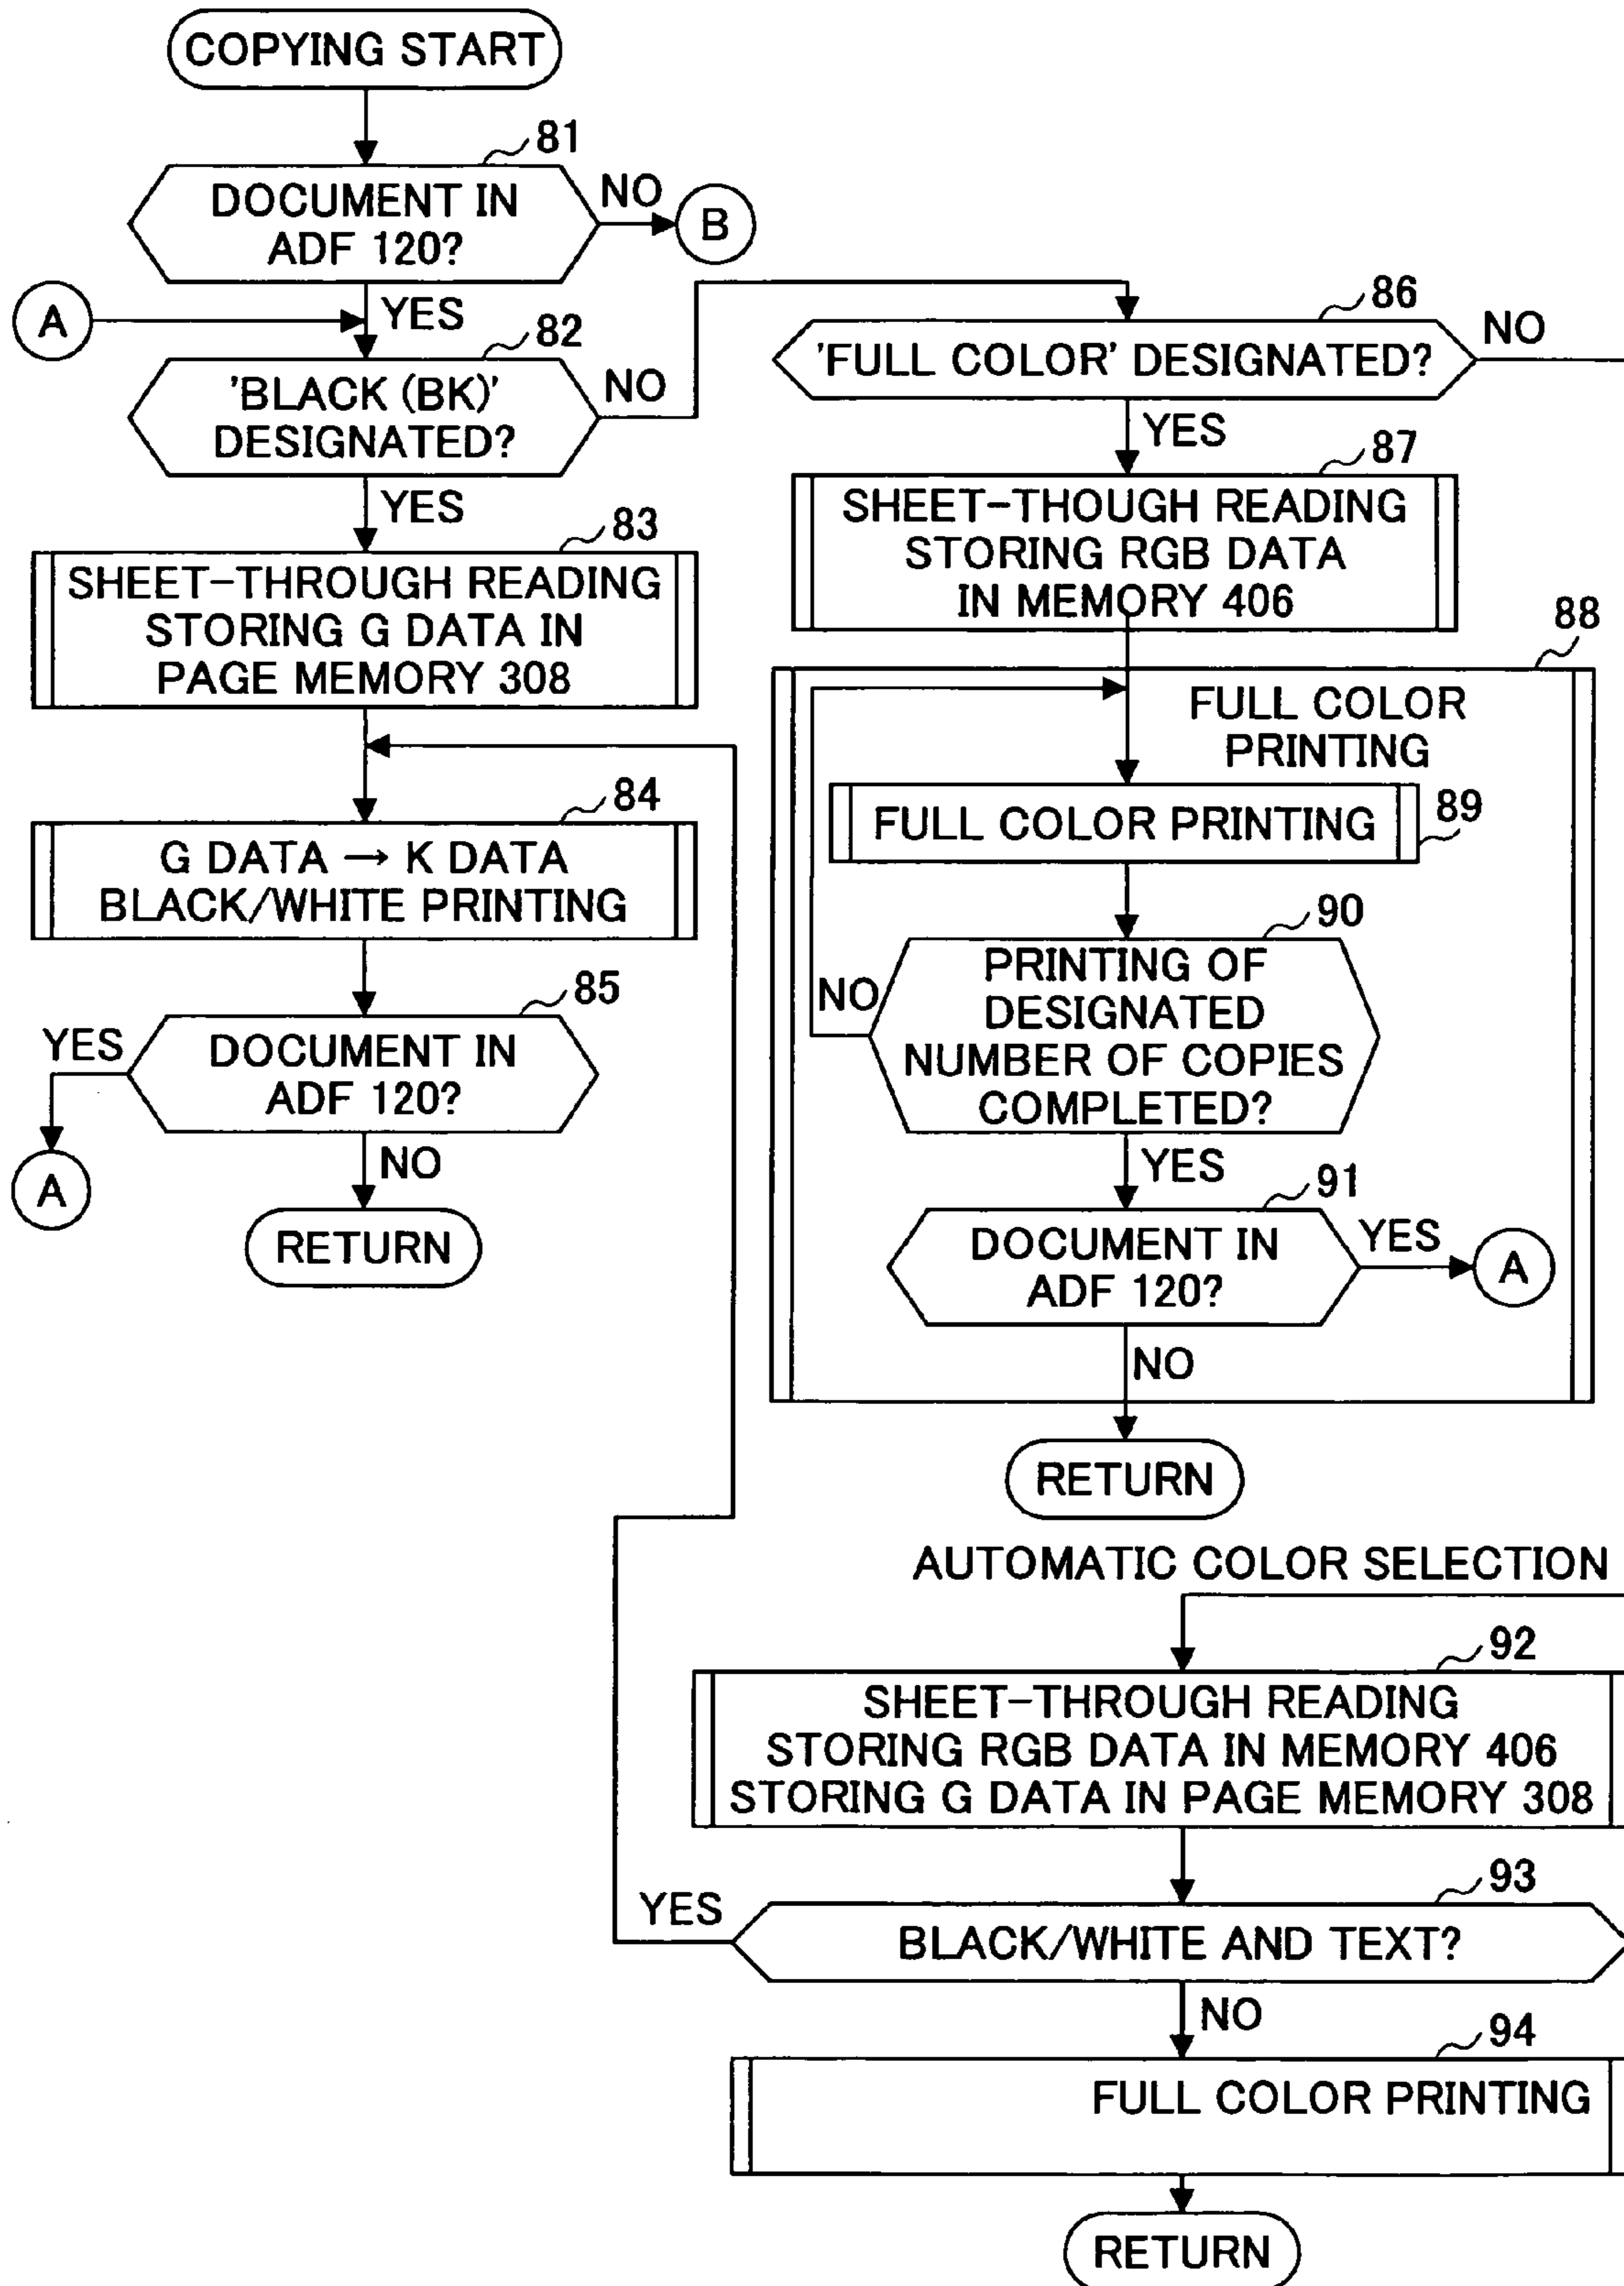 COPYING START
81
DOCUMENT IN
ADF 120?
NO
B
YES
A
82
'BLACK (BK)'
DESIGNATED?
NO
YES
83
SHEET-THROUGH READING
STORING G DATA IN
PAGE MEMORY 308
84
G DATA → K DATA
BLACK/WHITE PRINTING
85
YES
DOCUMENT IN
ADF 120?
A
NO
RETURN
86
'FULL COLOR' DESIGNATED?
NO
YES
87
SHEET-THOUGH READING
STORING RGB DATA
IN MEMORY 406
88
FULL COLOR
PRINTING
FULL COLOR PRINTING
89
90
PRINTING OF
DESIGNATED
NUMBER OF COPIES
COMPLETED?
NO
YES
91
DOCUMENT IN
ADF 120?
YES
A
NO
RETURN
AUTOMATIC COLOR SELECTION
92
SHEET-THROUGH READING
STORING RGB DATA IN MEMORY 406
STORING G DATA IN PAGE MEMORY 308
93
YES
BLACK/WHITE AND TEXT?
NO
94
FULL COLOR PRINTING
RETURN